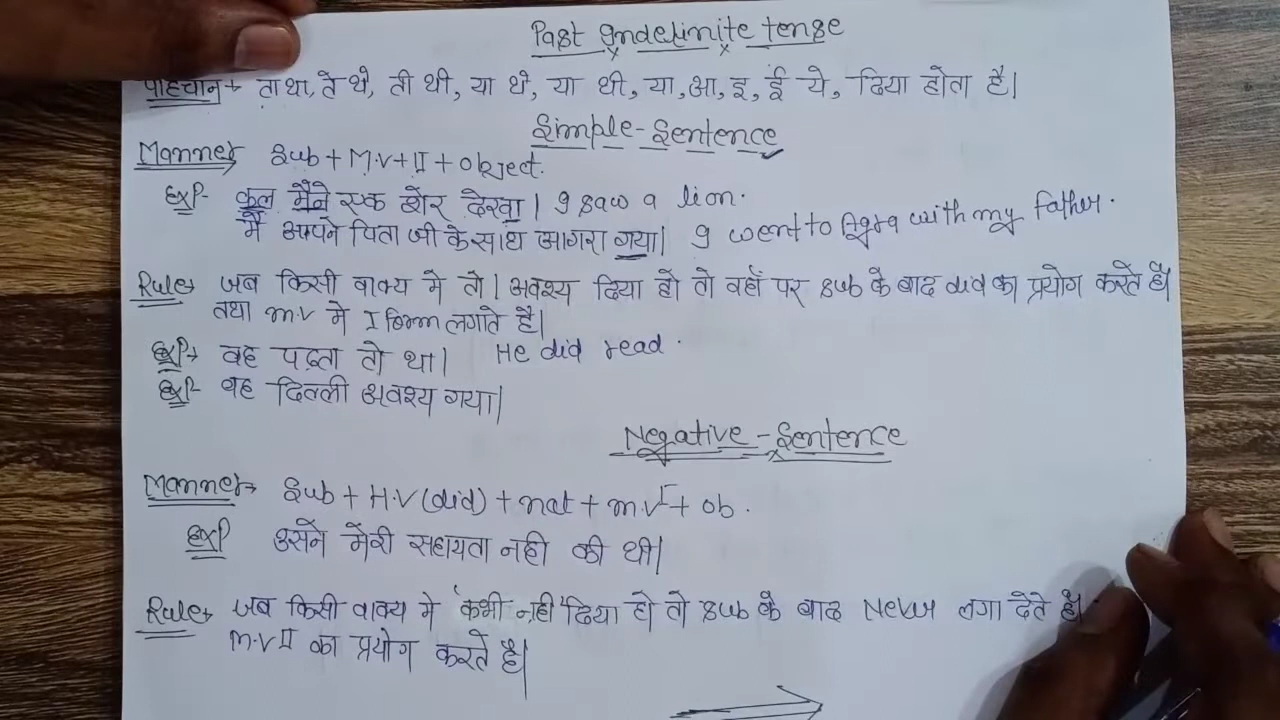 Past Indefinite tense
पहिचान→ ता था, ते थे, ती थी, या थे, या थी, या, आ, इ, ई ये, दिया होता है।
Simple-Sentence
Manner→ Sub + M.V + II + Object.
Exp- कल मैने एक शेर देखा। I saw a lion.
मैं अपने पिता जी के साथ आगरा गया। I went to Agra with my father.
Rule→ जब किसी वाक्य मे तो। अवश्य दिया हो तो वहाँ पर sub के बाद did का प्रयोग करते है।
तथा m.v मे I form लगाते है।
Exp→ वह पढ़ता तो था। He did read.
Exp- वह दिल्ली अवश्य गया।
Negative-Sentence
Manner→ Sub + H.V (did) + not + m.v I + ob.
Exp उसने मेरी सहायता नही की थी।
Rule→ जब किसी वाक्य मे 'कभी नही' दिया हो तो sub के बाद Never लगा देते है।
m.v II का प्रयोग करते है।